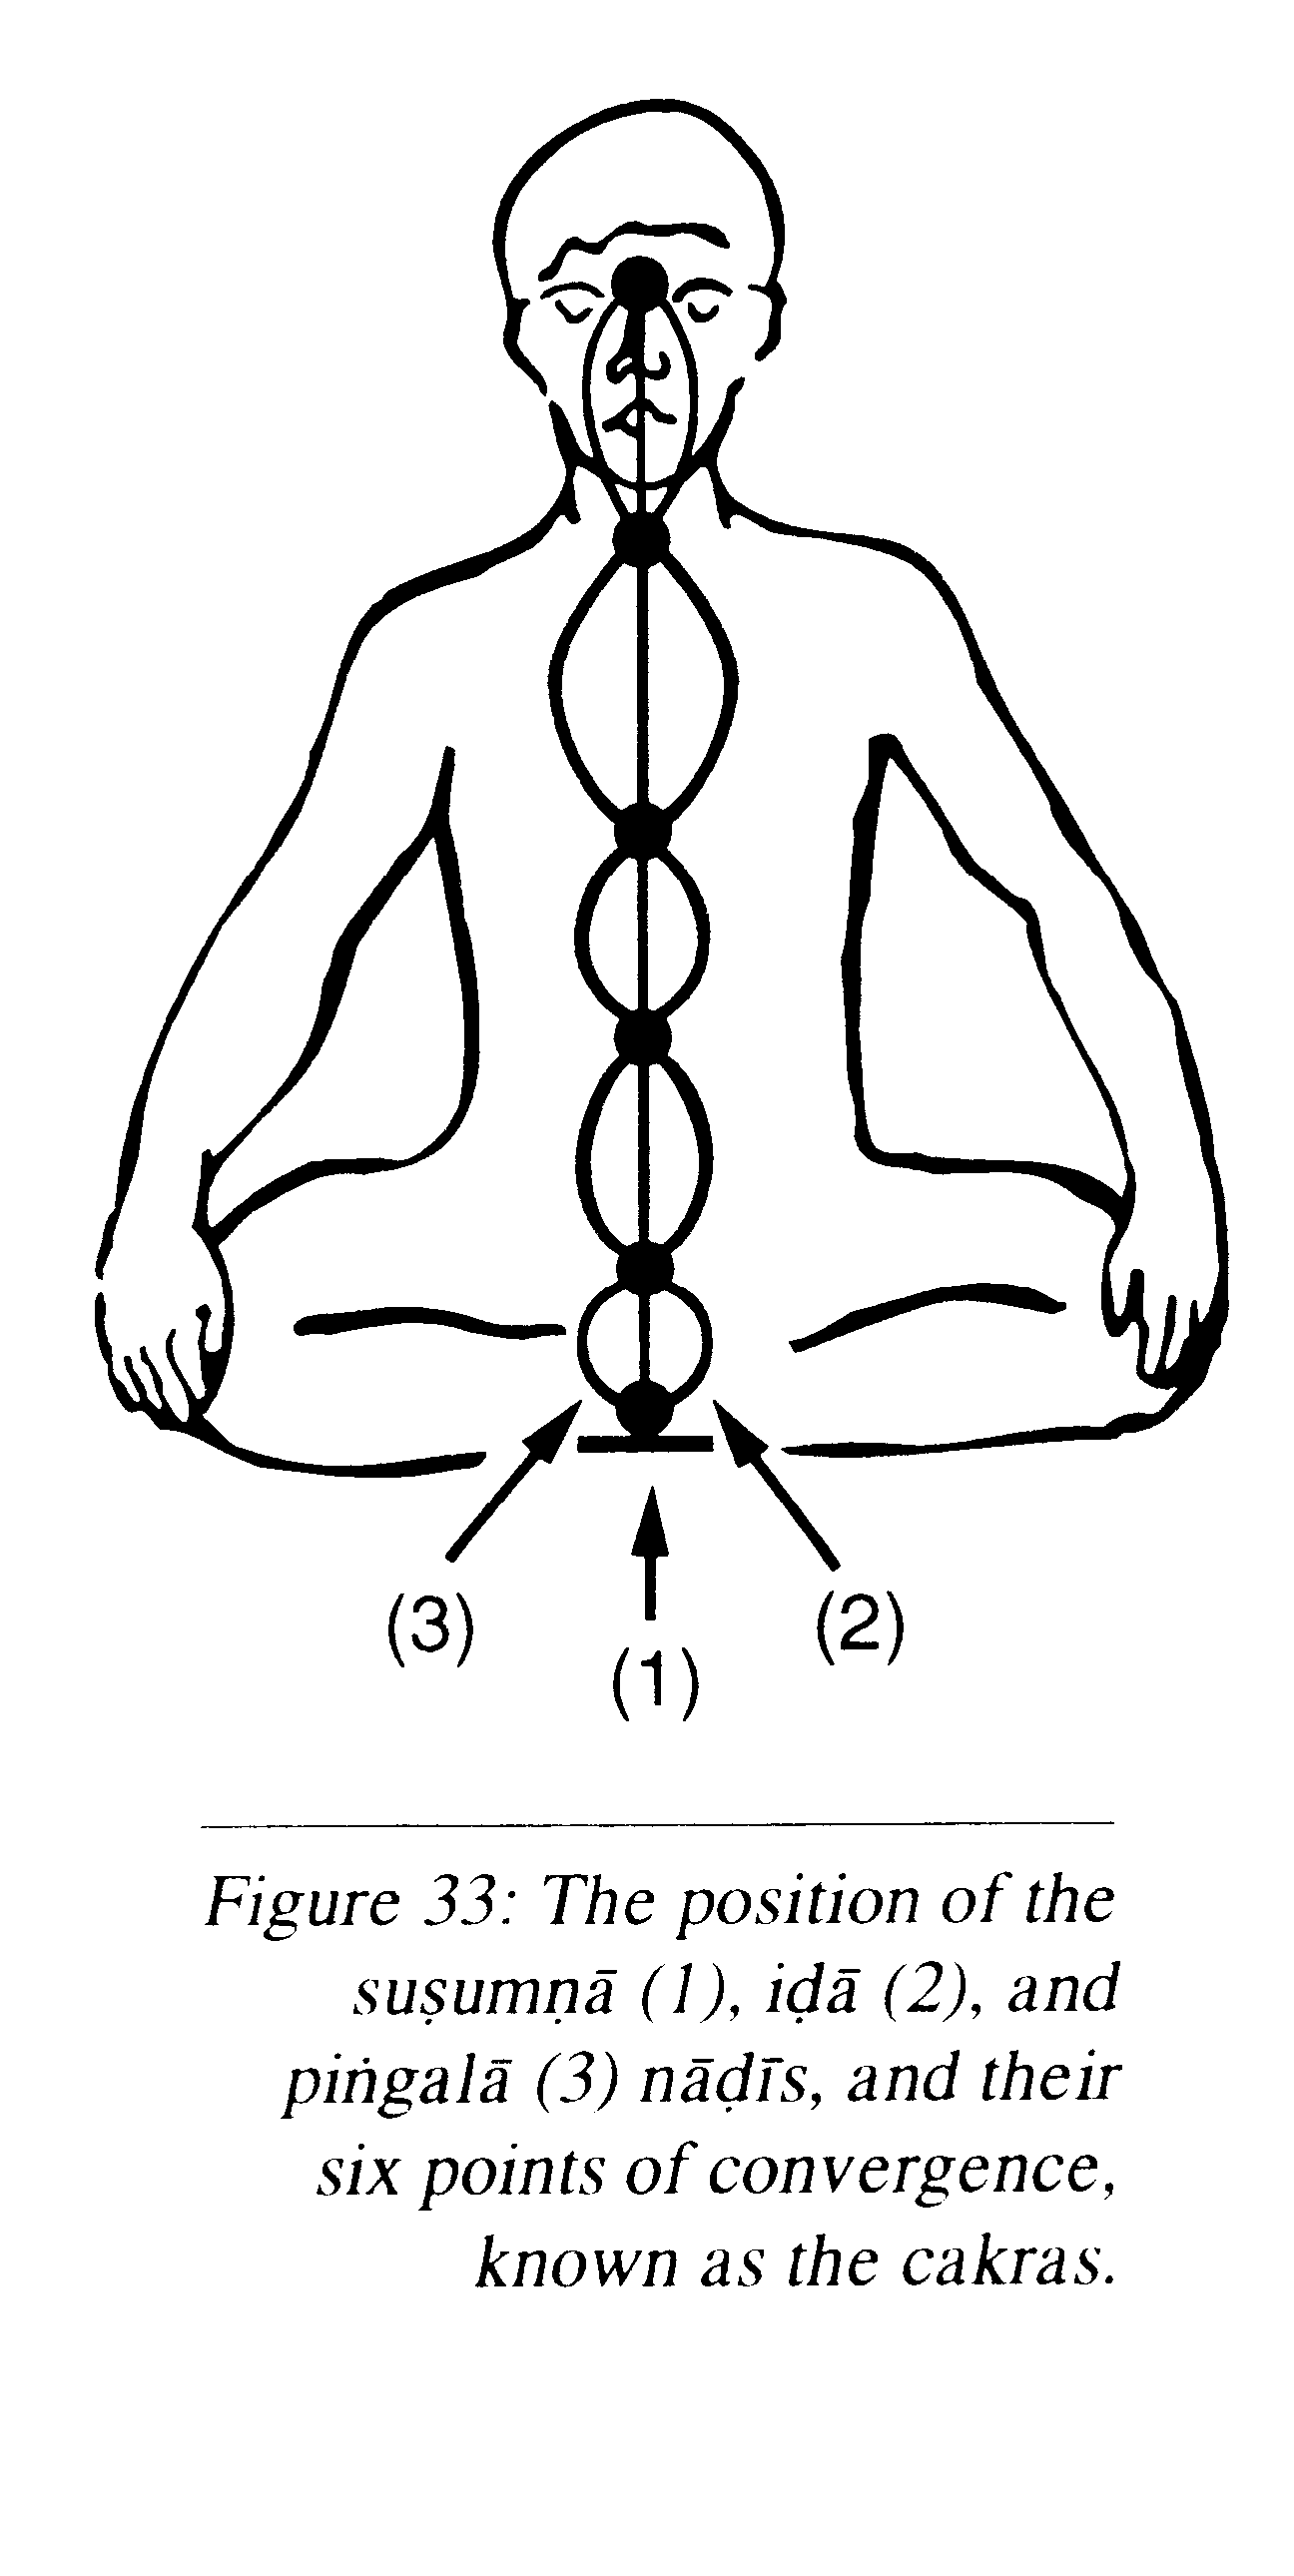 (3)
(1)
(2)
Figure 33: The position of the
suṣumṇā (1), iḍā (2), and
piṅgalā (3) nāḍīs, and their
six points of convergence,
known as the cakras.